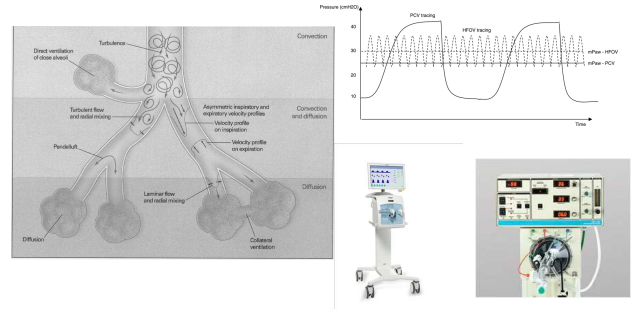 Turbulence
Convection
Direct ventilation
of close alveoli
Turbulent flow
and radial mixing
Asymmetric inspiratory and
expiratory velocity profiles
Convection
and diffusion
Velocity profile
on inspiration
Velocity profile
on expiration
Pendelluft
Laminar flow
and radial mixing
Diffusion
Diffusion
Collateral
ventilation
Pressure (cmH2O)
PCV tracing
HFOV tracing
40
30
20
10
mPaw - HFOV
mPaw - PCV
Time